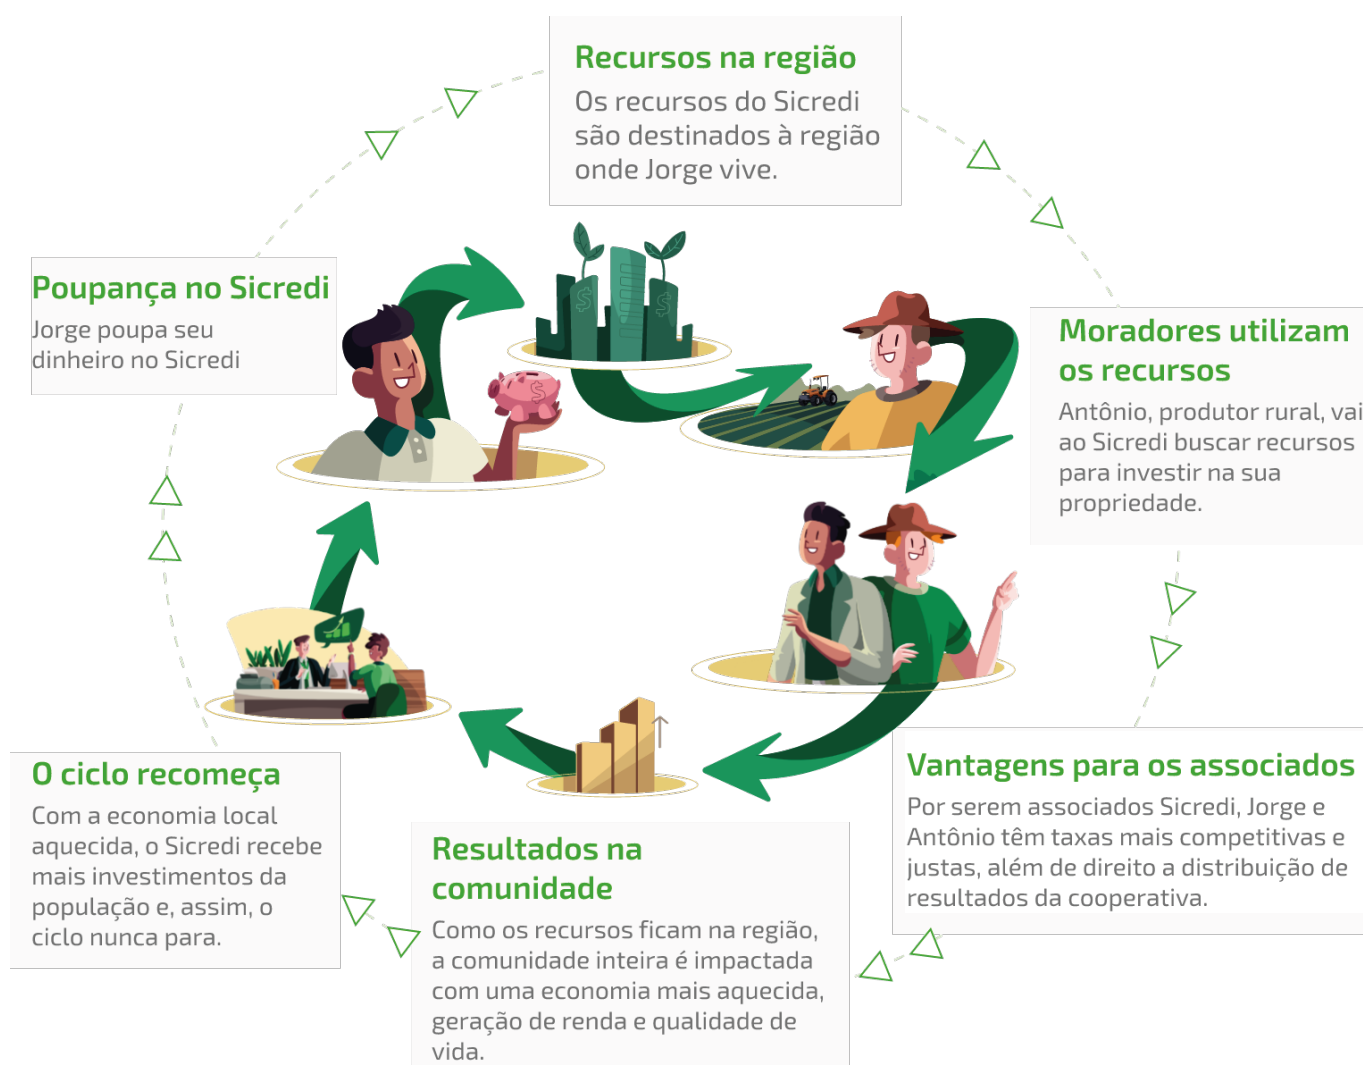 Recursos na região
Os recursos do Sicredi
são destinados à região
onde Jorge vive.
Poupança no Sicredi
Jorge poupa seu
dinheiro no Sicredi
Moradores utilizam
os recursos
Antônio, produtor rural, vai
ao Sicredi buscar recursos
para investir na sua
propriedade.
Vantagens para os associados
Por serem associados Sicredi, Jorge e
Antônio têm taxas mais competitivas e
justas, além de direito a distribuição de
resultados da cooperativa.
Resultados na
comunidade
Como os recursos ficam na região,
a comunidade inteira é impactada
com uma economia mais aquecida,
geração de renda e qualidade de
vida.
O ciclo recomeça
Com a economia local
aquecida, o Sicredi recebe
mais investimentos da
população e, assim, o
ciclo nunca para.